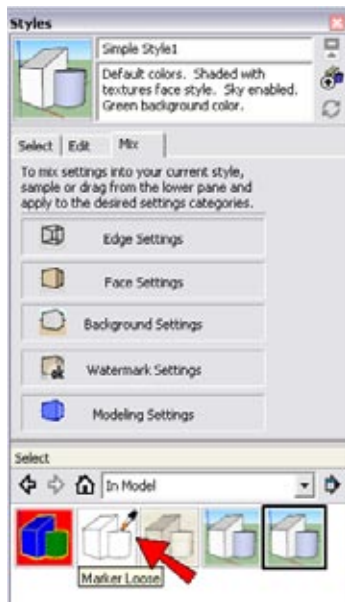 Styles
Simple Style1
Default colors. Shaded with
textures face style. Sky enabled.
Green background color.
Select Edit Mix
To mix settings into your current style,
sample or drag from the lower pane and
apply to the desired settings categories.
Edge Settings
Face Settings
Background Settings
Watermark Settings
Modeling Settings
Select
In Model
Marker Loose